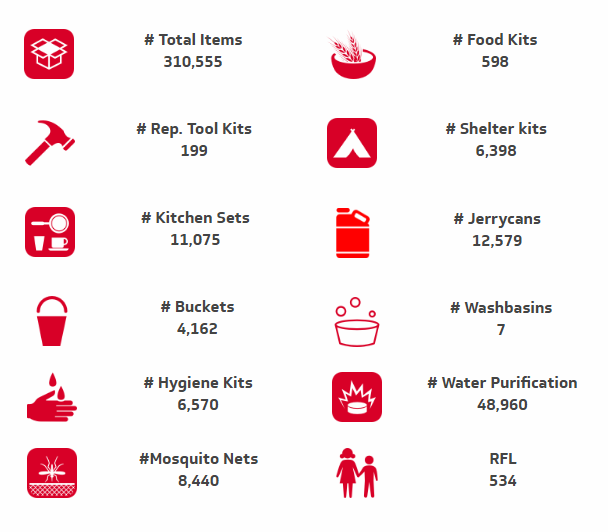 # Total Items
310,555
# Food Kits
598
# Rep. Tool Kits
199
# Shelter kits
6,398
# Kitchen Sets
11,075
# Jerrycans
12,579
# Buckets
4,162
# Washbasins
7
# Hygiene Kits
6,570
# Water Purification
48,960
#Mosquito Nets
8,440
RFL
534